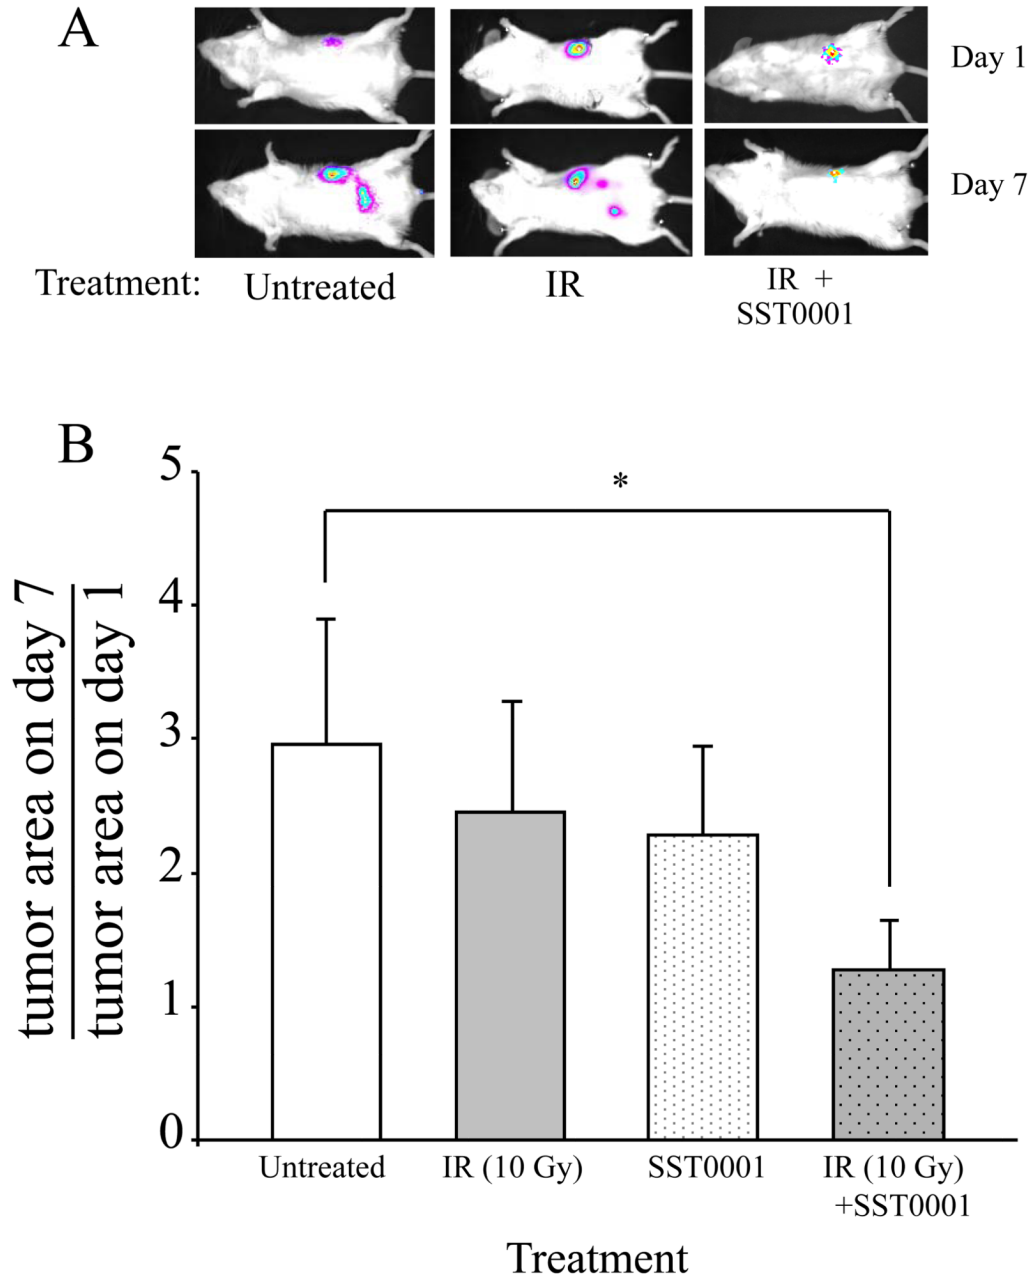 A
Day 1
Day 7
Treatment:
Untreated
IR
IR +
SST0001
B
5
*
4
3
2
1
0
tumor area on day 7
tumor area on day 1
Untreated
IR (10 Gy)
SST0001
IR (10 Gy)
+SST0001
Treatment